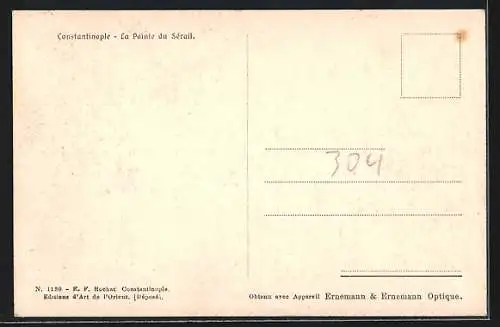 Constantinople - La Pointe du Sérail.
304
N. 1139 - E. F. Rochat Constantinople.
Editions d'Art de l'Orient. [Déposé].
Obtenu avec Appareil Ernemann & Ernemann Optique.